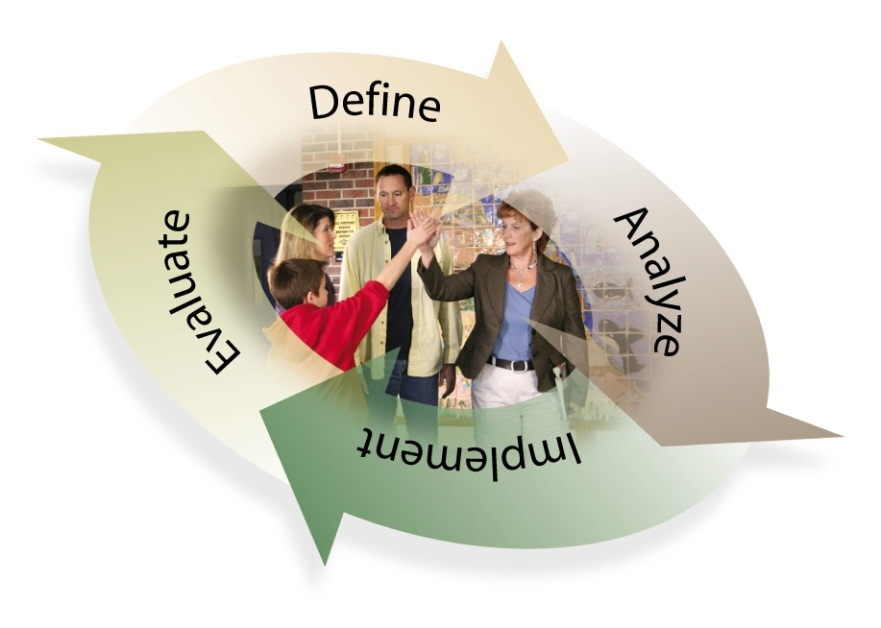 Define
Analyze
Implement
Evaluate